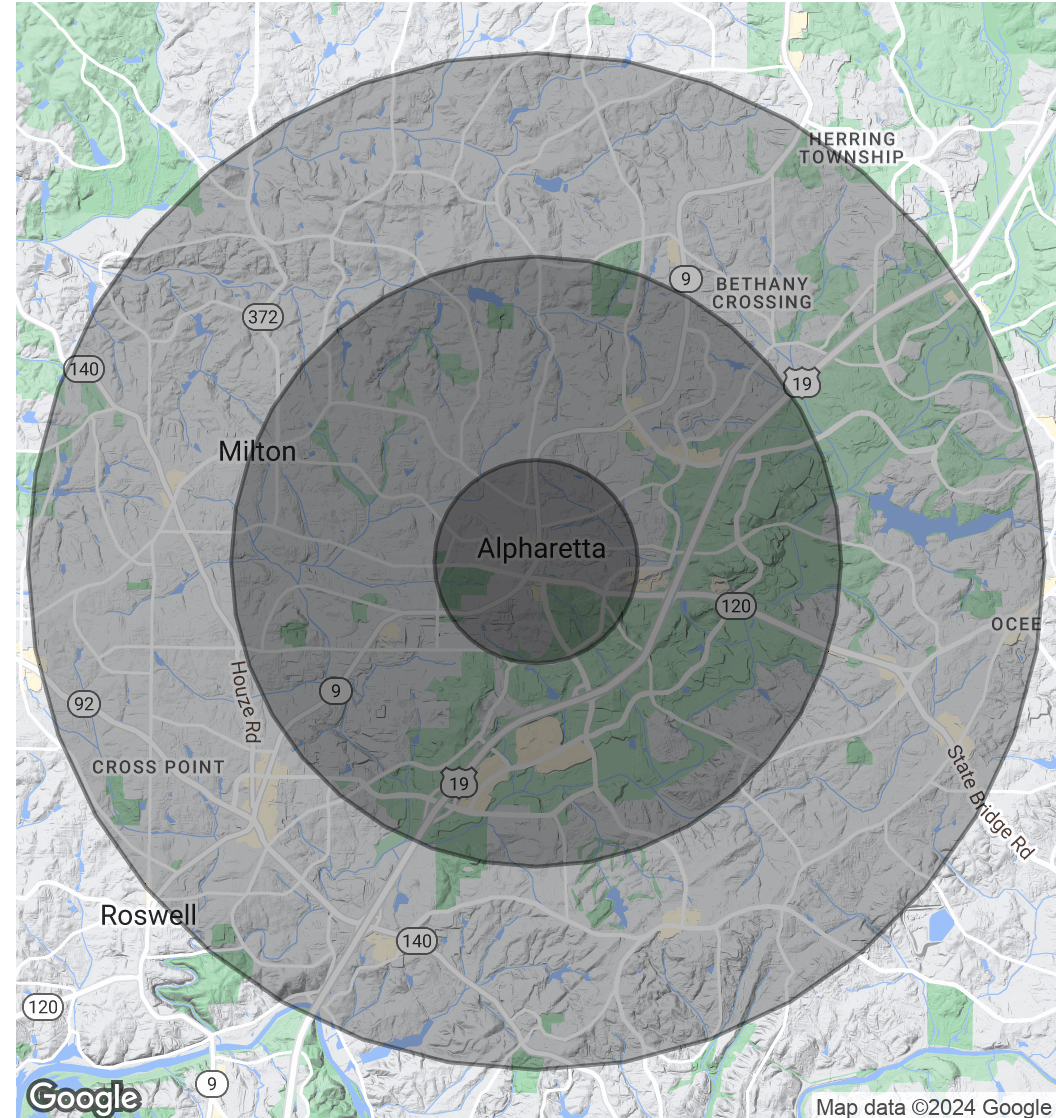 HERRING
TOWNSHIP
9
BETHANY
CROSSING
372
140
19
Milton
Alpharetta
120
OCEE
Houze Rd
9
92
CROSS POINT
19
State Bridge Rd
Roswell
140
120
9
Google
Map data ©2024 Google